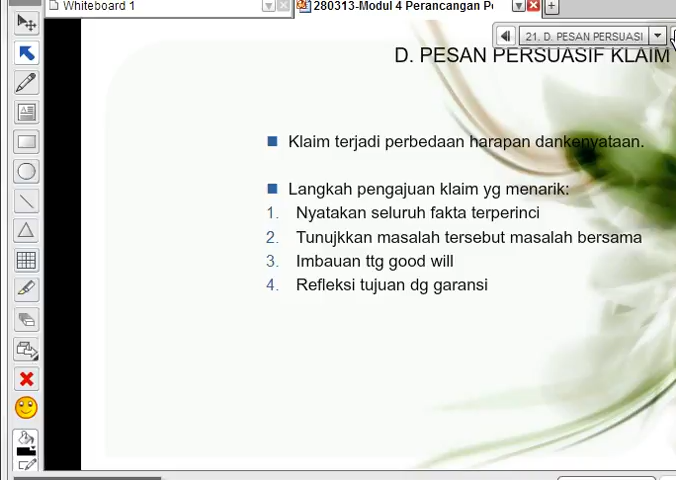 Whiteboard 1
280313-Modul 4 Perancangan P
21. D. PESAN PERSUASI
D. PESAN PERSUASIF KLAIM
Klaim terjadi perbedaan harapan dankenyataan.
Langkah pengajuan klaim yg menarik:
1. Nyatakan seluruh fakta terperinci
2. Tunujkkan masalah tersebut masalah bersama
3. Imbauan ttg good will
4. Refleksi tujuan dg garansi